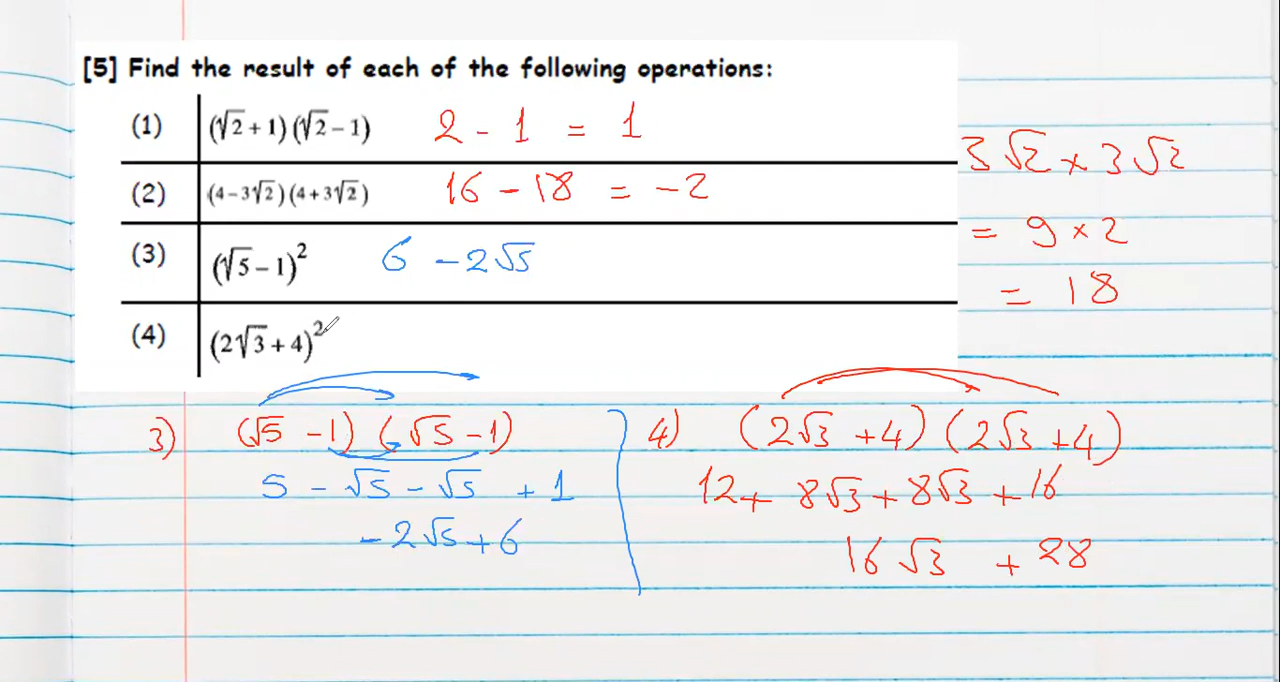 [5] Find the result of each of the following operations:
(1) (√2 + 1) (√2 − 1) 2 - 1 = 1
(2) (4 − 3√2) (4 + 3√2) 16 - 18 = -2
(3) (√5 − 1)² 6 - 2√5
(4) (2√3 + 4)²
3√2 × 3√2
= 9 × 2
= 18
3) (√5 - 1) (√5 - 1)
5 - √5 - √5 + 1
- 2√5 + 6
4) (2√3 + 4) (2√3 + 4)
12 + 8√3 + 8√3 + 16
16√3 + 28